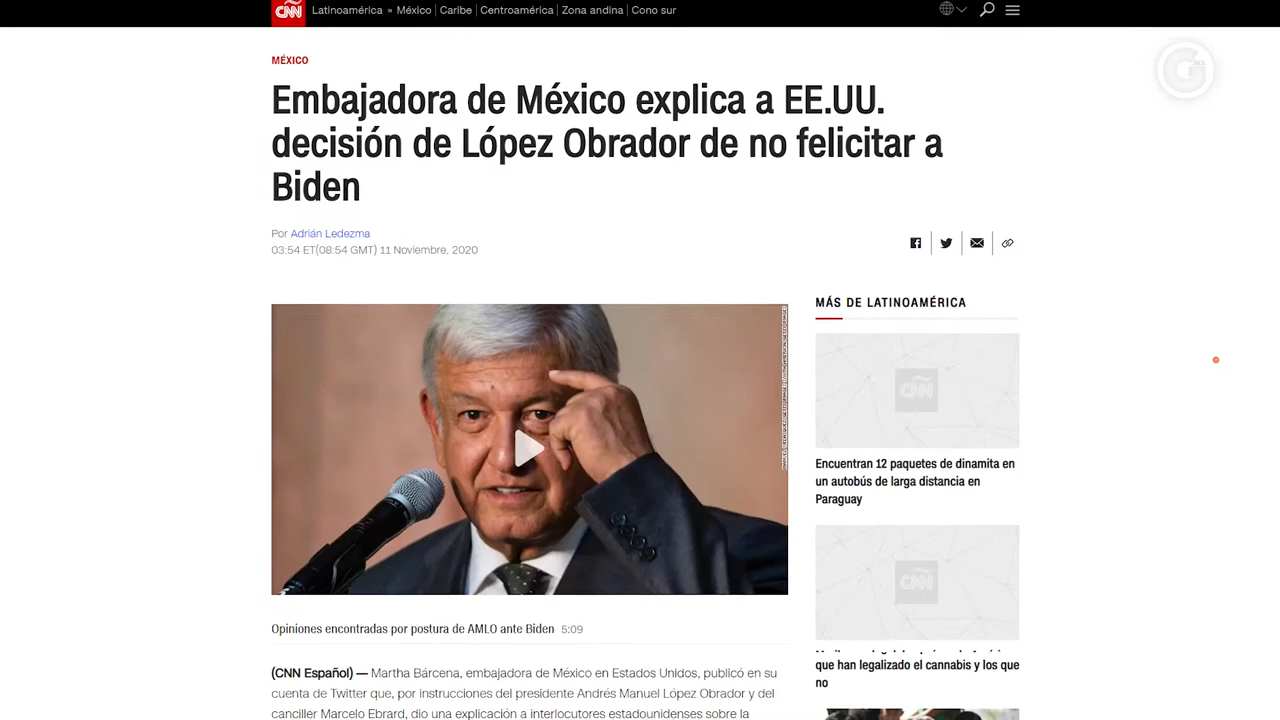 CNN
Latinoamérica » México | Caribe | Centroamérica | Zona andina | Cono sur
MÉXICO
Embajadora de México explica a EE.UU.
decisión de López Obrador de no felicitar a
Biden
Por Adrián Ledezma
03:54 ET(08:54 GMT) 11 Noviembre, 2020
MÁS DE LATINOAMÉRICA
CNN
Encuentran 12 paquetes de dinamita en
un autobús de larga distancia en
Paraguay
CNN
que han legalizado el cannabis y los que
no
Opiniones encontradas por postura de AMLO ante Biden 5:09
(CNN Español) — Martha Bárcena, embajadora de México en Estados Unidos, publicó en su
cuenta de Twitter que, por instrucciones del presidente Andrés Manuel López Obrador y del
canciller Marcelo Ebrard, dio una explicación a interlocutores estadounidenses sobre la